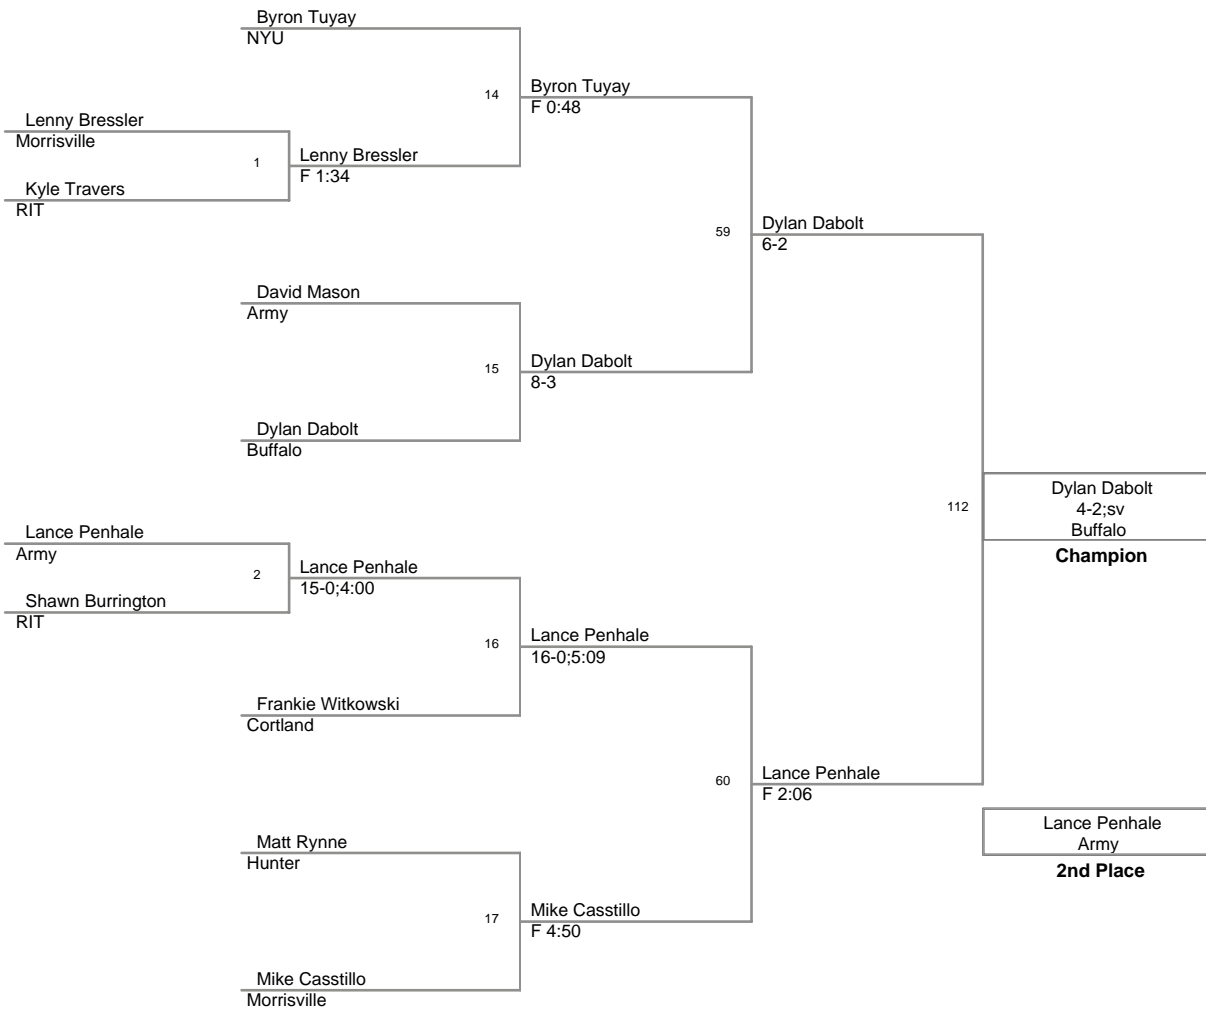 Byron Tuyay
NYU
14
Byron Tuyay
F 0:48
Lenny Bressler
Morrisville
1
Lenny Bressler
F 1:34
Kyle Travers
RIT
59
Dylan Dabolt
6-2
David Mason
Army
15
Dylan Dabolt
8-3
Dylan Dabolt
Buffalo
112
Dylan Dabolt
4-2;sv
Buffalo
Champion
Lance Penhale
Army
2
Lance Penhale
15-0;4:00
Shawn Burrington
RIT
16
Lance Penhale
16-0;5:09
Frankie Witkowski
Cortland
60
Lance Penhale
F 2:06
Lance Penhale
Army
2nd Place
Matt Rynne
Hunter
17
Mike Casstillo
F 4:50
Mike Casstillo
Morrisville